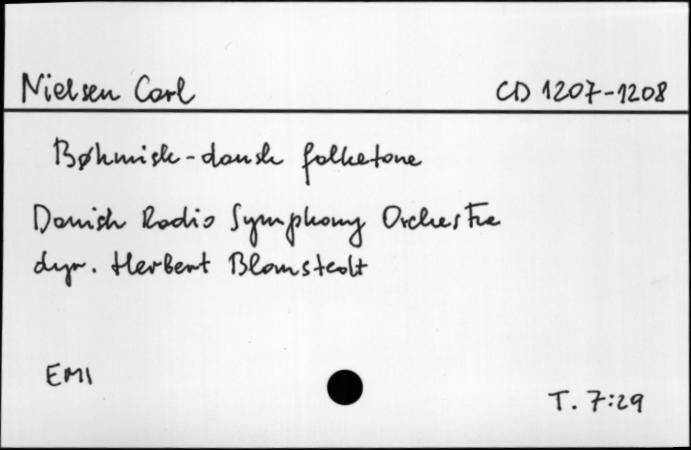 Nielsen Carl CD 1207-1208
Bøhmisk-dansk folketone
Danish Radio Symphony Orchestra
dyr. Herbert Blomstedt
EMI
T. 7:29